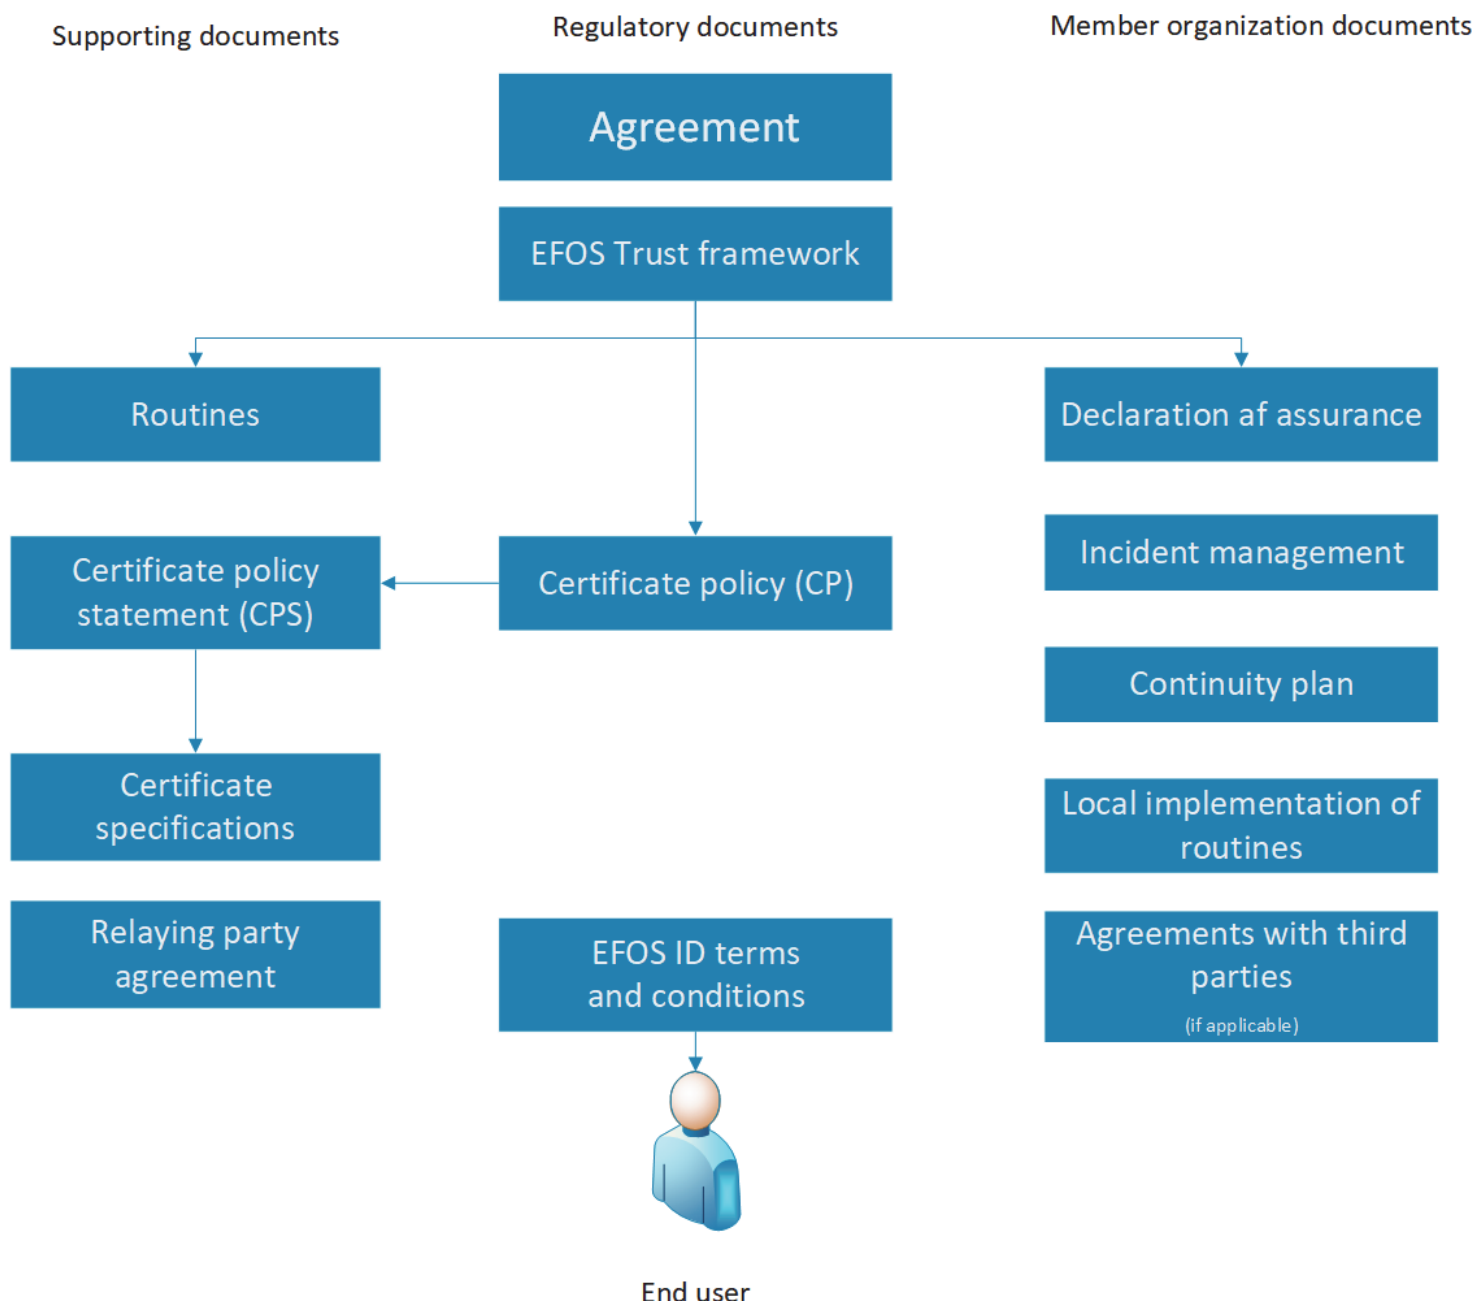 Supporting documents
Regulatory documents
Member organization documents
Agreement
EFOS Trust framework
Routines
Declaration af assurance
Certificate policy
statement (CPS)
Certificate policy (CP)
Incident management
Continuity plan
Certificate
specifications
Local implementation of
routines
Relaying party
agreement
EFOS ID terms
and conditions
Agreements with third
parties
(if applicable)
End user